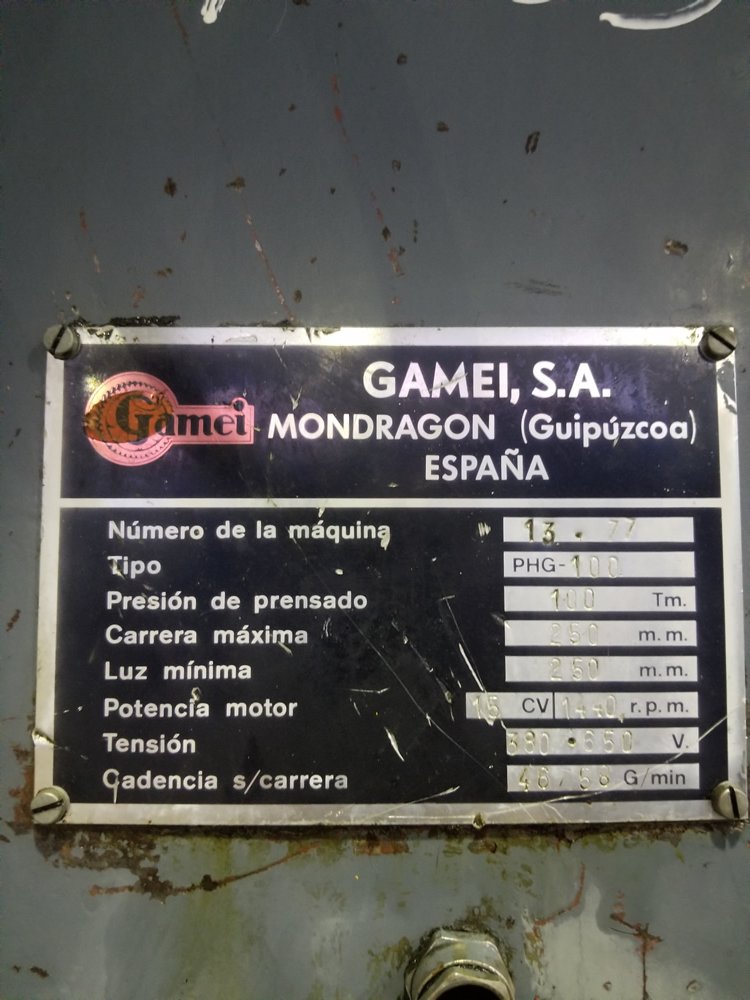 GAMEI, S.A.
Gamei MONDRAGON (Guipúzcoa)
ESPAÑA
Número de la máquina 13 . 77
Tipo PHG-100
Presión de prensado 100 Tm.
Carrera máxima 250 m.m.
Luz mínima 250 m.m.
Potencia motor 15 CV 1440 r.p.m.
Tensión 380 V.
Cadencia s/carrera G/min